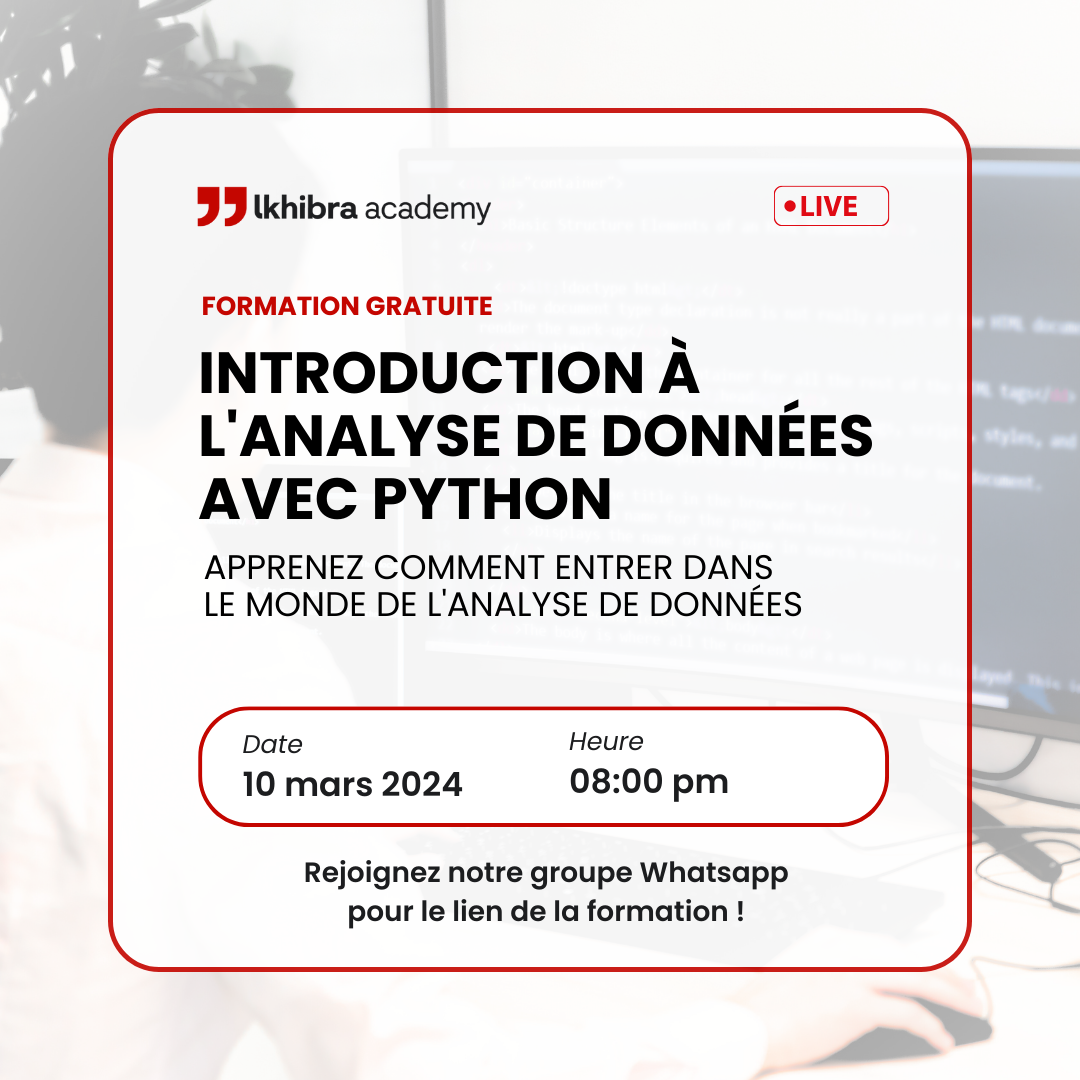 lkhibra academy
LIVE
FORMATION GRATUITE
INTRODUCTION À
L'ANALYSE DE DONNÉES
AVEC PYTHON
APPRENEZ COMMENT ENTRER DANS
LE MONDE DE L'ANALYSE DE DONNÉES
Date
10 mars 2024
Heure
08:00 pm
Rejoignez notre groupe Whatsapp
pour le lien de la formation !